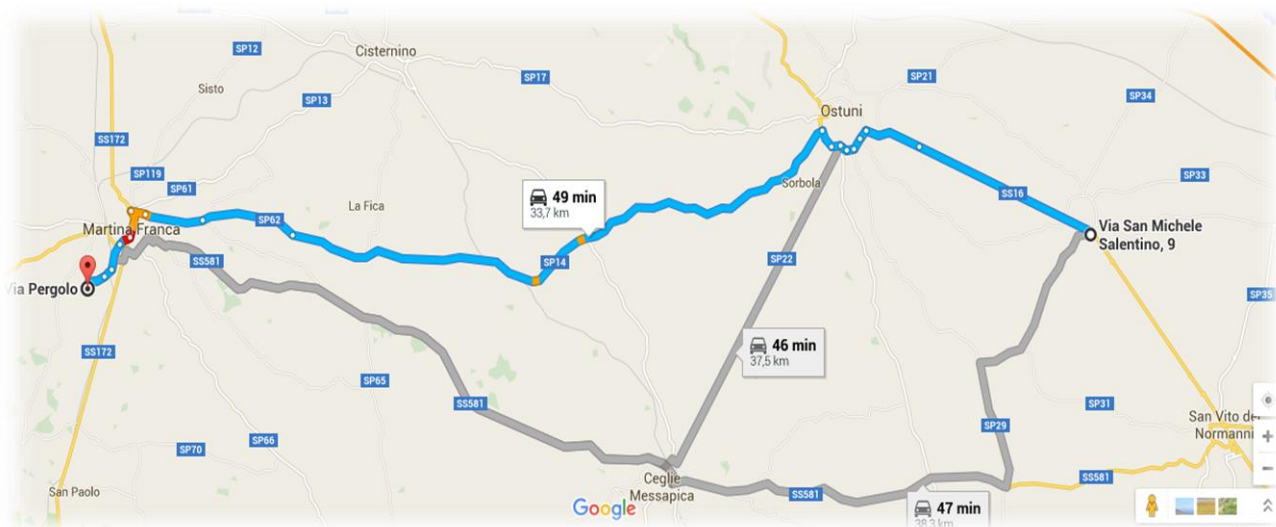 SP12
Cisternino
SP17
SP21
Sisto
SP13
SP34
Ostuni
SS172
SP119
SP61
SP33
Sorbola
49 min
33,7 km
La Fica
SP62
SS16
Martina Franca
Via San Michele
Salentino, 9
SS581
SP14
SP22
Via Pergolo
SP35
SS172
46 min
37,5 km
SP65
SS581
SP31
San Vito dei
Normanni
SP29
SP66
SP70
Ceglie
Messapica
SS581
San Paolo
SS581
Google
47 min
38,3 km